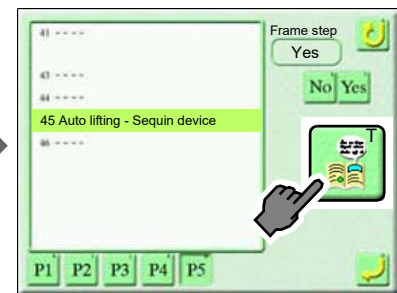 41 ----
Frame step
Yes
43 ----
No Yes
44 ----
45 Auto lifting - Sequin device
46 ----
T
P1 P2 P3 P4 P5